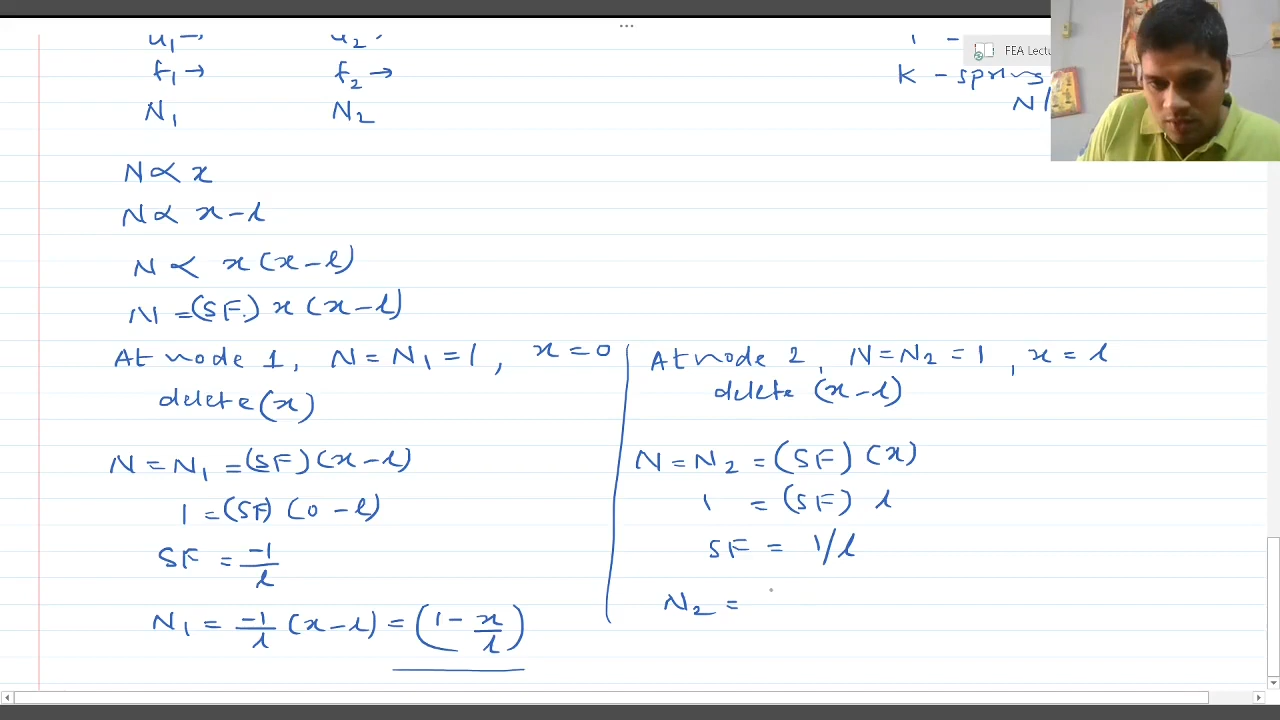 u₁ → u₂
f₁ → f₂ →
N₁ N₂
FEA Lectu
K - spring
N/
N ∝ x
N ∝ x - l
N ∝ x (x - l)
N = (SF.) x (x - l)
At node 1, N = N₁ = 1, x = 0
delete (x)
N = N₁ = (SF) (x - l)
1 = (SF) (0 - l)
SF = -1/l
N₁ = -1/l (x - l) = (1 - x/l)
At node 2, N = N₂ = 1, x = l
delete (x - l)
N = N₂ = (SF) (x)
1 = (SF) l
SF = 1/l
N₂ =